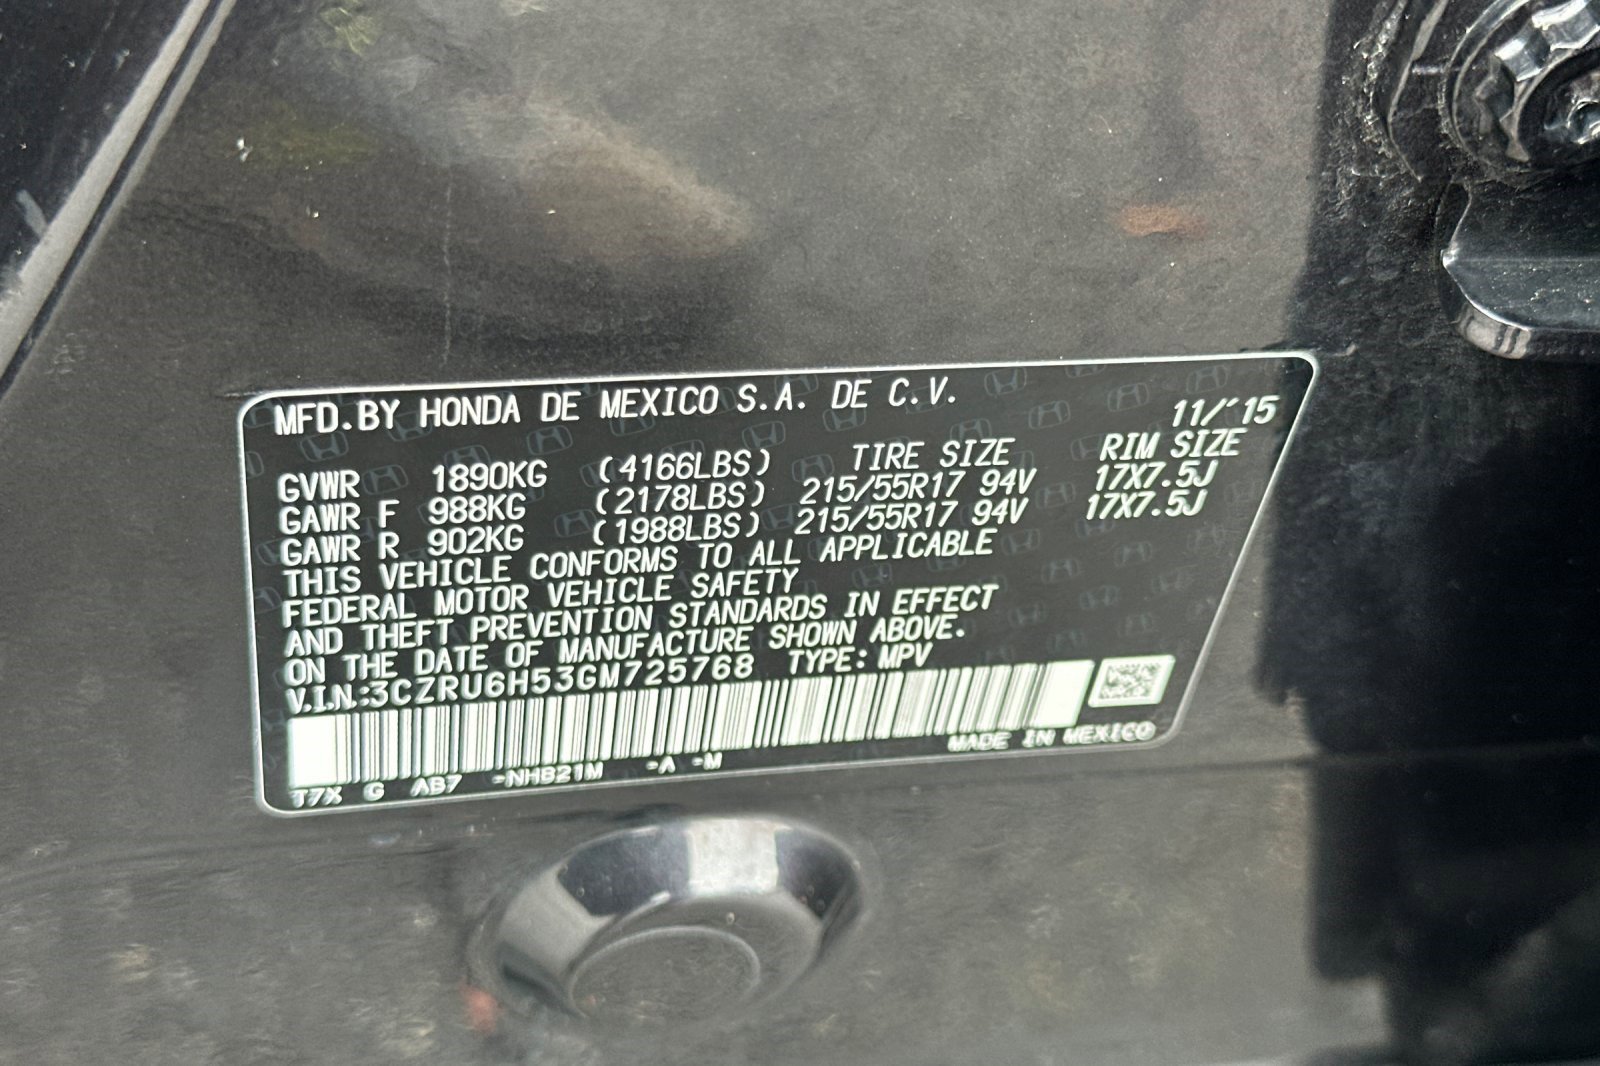 MFD.BY HONDA DE MEXICO S.A. DE C.V.
11/'15
GVWR 1890KG (4166LBS) TIRE SIZE RIM SIZE
GAWR F 988KG (2178LBS) 215/55R17 94V 17X7.5J
GAWR R 902KG (1988LBS) 215/55R17 94V 17X7.5J
THIS VEHICLE CONFORMS TO ALL APPLICABLE
FEDERAL MOTOR VEHICLE SAFETY
AND THEFT PREVENTION STANDARDS IN EFFECT
ON THE DATE OF MANUFACTURE SHOWN ABOVE.
V.I.N.:3CZRU6H53GM725768 TYPE: MPV
MADE IN MEXICO
T7X G AB7 -NHB21M -A -M